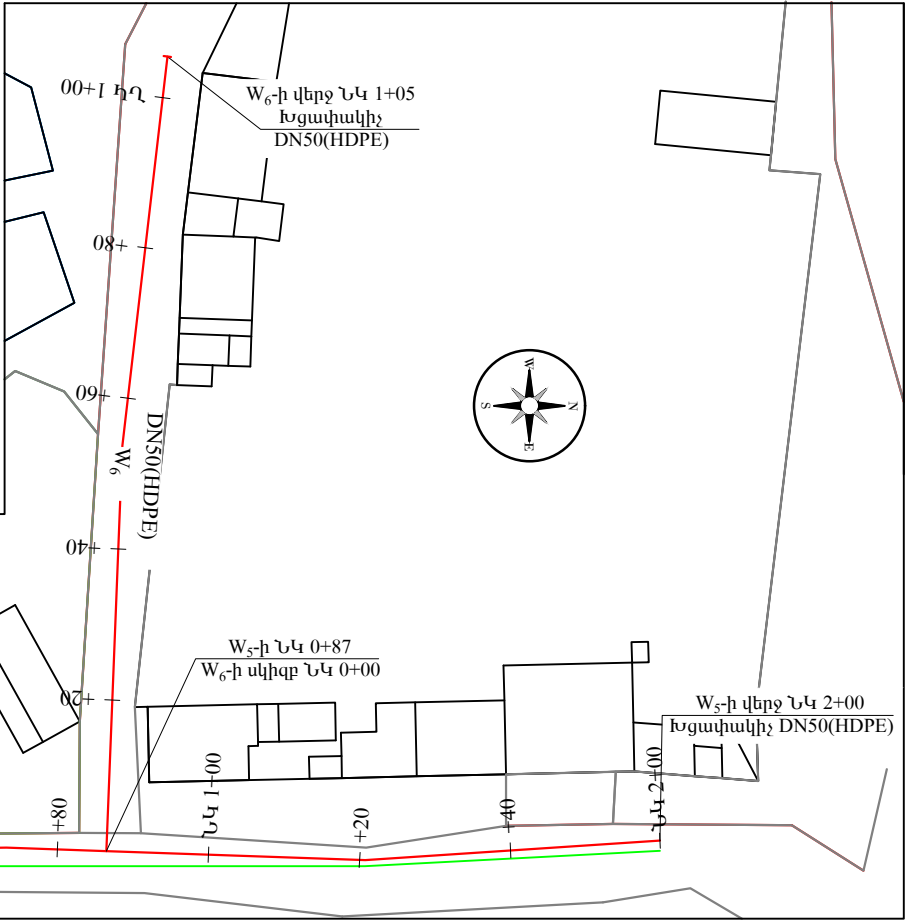 W₆-ի վերջ ՆԿ 1+05
Խցափակիչ
DN50(HDPE)
ՆԿ 1+00
+80
+60
DN50(HDPE)
W₆
+40
+20
W
S
N
E
W₅-ի ՆԿ 0+87
W₆-ի սկիզբ ՆԿ 0+00
W₅-ի վերջ ՆԿ 2+00
Խցափակիչ DN50(HDPE)
+80
ՆԿ 1+00
+20
+40
ՆԿ 2+00